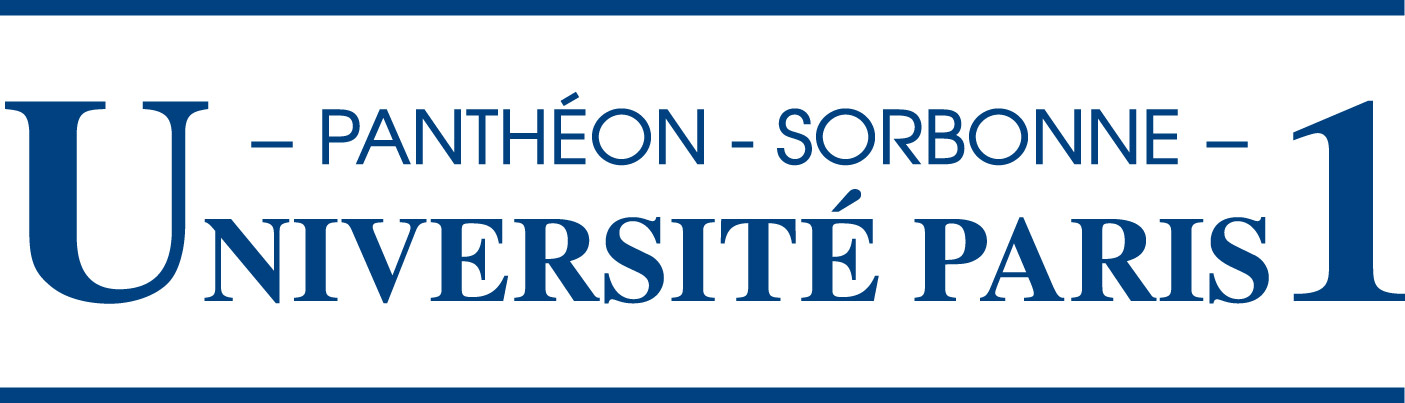 – PANTHÉON - SORBONNE –
UNIVERSITÉ PARIS 1